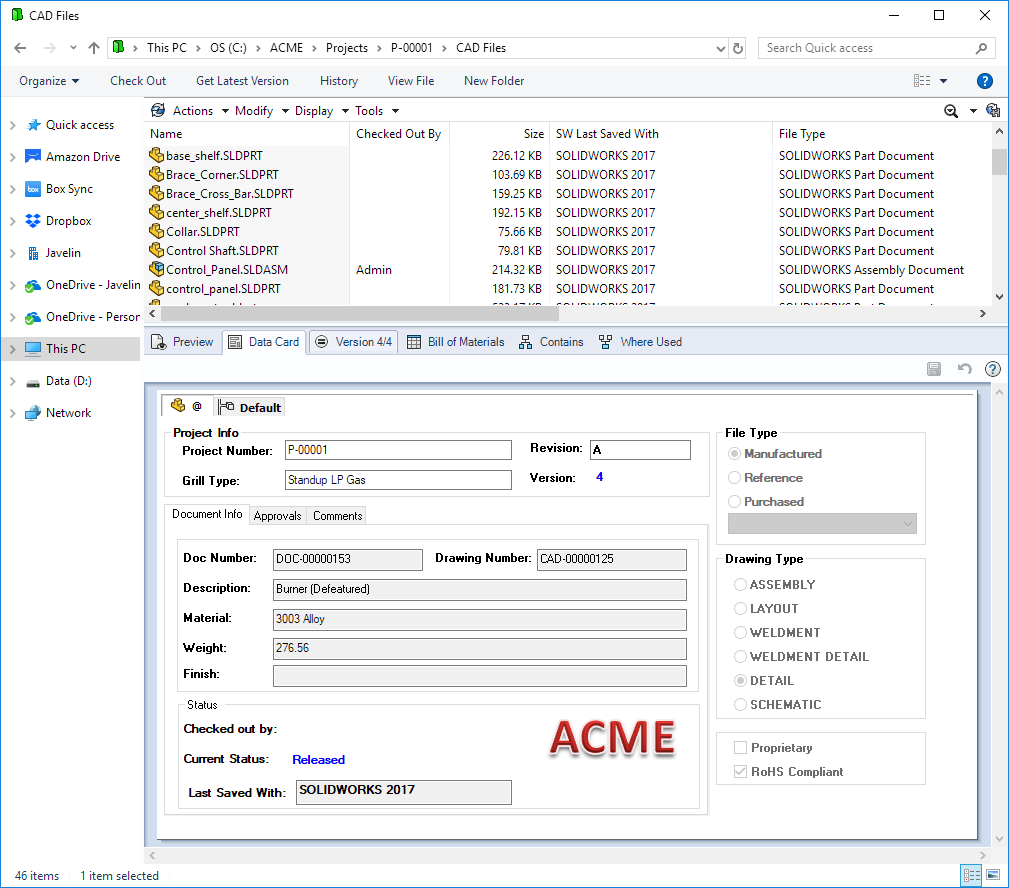 CAD Files
This PC > OS (C:) > ACME > Projects > P-00001 > CAD Files
Search Quick access
Organize Check Out Get Latest Version History View File New Folder ?
Quick access
Amazon Drive
box Box Sync
Dropbox
Javelin
OneDrive - Javelin
OneDrive - Person
This PC
Data (D:)
Network
Actions Modify Display Tools
Name Checked Out By Size SW Last Saved With File Type
base_shelf.SLDPRT 226.12 KB SOLIDWORKS 2017 SOLIDWORKS Part Document
Brace_Corner.SLDPRT 103.69 KB SOLIDWORKS 2017 SOLIDWORKS Part Document
Brace_Cross_Bar.SLDPRT 159.25 KB SOLIDWORKS 2017 SOLIDWORKS Part Document
center_shelf.SLDPRT 192.15 KB SOLIDWORKS 2017 SOLIDWORKS Part Document
Collar.SLDPRT 75.66 KB SOLIDWORKS 2017 SOLIDWORKS Part Document
Control Shaft.SLDPRT 79.81 KB SOLIDWORKS 2017 SOLIDWORKS Part Document
Control_Panel.SLDASM Admin 214.32 KB SOLIDWORKS 2017 SOLIDWORKS Assembly Document
control_panel.SLDPRT 181.73 KB SOLIDWORKS 2017 SOLIDWORKS Part Document
Preview Data Card Version 4/4 Bill of Materials Contains Where Used
?
@ Default
Project Info
Project Number: P-00001 Revision: A
Grill Type: Standup LP Gas Version: 4
Document Info Approvals Comments
Doc Number: DOC-00000153 Drawing Number: CAD-00000125
Description: Burner (Defeatured)
Material: 3003 Alloy
Weight: 276.56
Finish:
Status
Checked out by:
Current Status: Released
Last Saved With: SOLIDWORKS 2017
ACME
File Type
Manufactured
Reference
Purchased
Drawing Type
ASSEMBLY
LAYOUT
WELDMENT
WELDMENT DETAIL
DETAIL
SCHEMATIC
Proprietary
RoHS Compliant
46 items 1 item selected